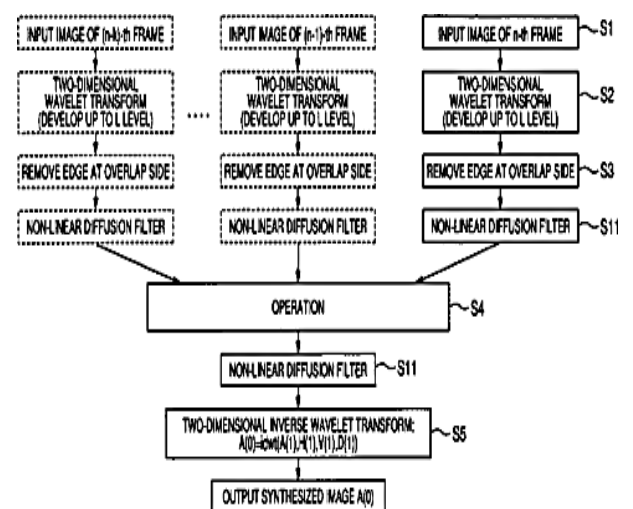 INPUT IMAGE OF (n-k)-th FRAME
INPUT IMAGE OF (n-1)-th FRAME
INPUT IMAGE OF n-th FRAME
S1
TWO-DIMENSIONAL
WAVELET TRANSFORM
(DEVELOP UP TO L LEVEL)
....
TWO-DIMENSIONAL
WAVELET TRANSFORM
(DEVELOP UP TO L LEVEL)
TWO-DIMENSIONAL
WAVELET TRANSFORM
(DEVELOP UP TO L LEVEL)
S2
REMOVE EDGE AT OVERLAP SIDE
REMOVE EDGE AT OVERLAP SIDE
REMOVE EDGE AT OVERLAP SIDE
S3
NON-LINEAR DIFFUSION FILTER
NON-LINEAR DIFFUSION FILTER
NON-LINEAR DIFFUSION FILTER
S11
OPERATION
S4
NON-LINEAR DIFFUSION FILTER
S11
TWO-DIMENSIONAL INVERSE WAVELET TRANSFORM;
A(0)=idwt(A(1),H(1),V(1),D(1))
S5
OUTPUT SYNTHESIZED IMAGE A(0)